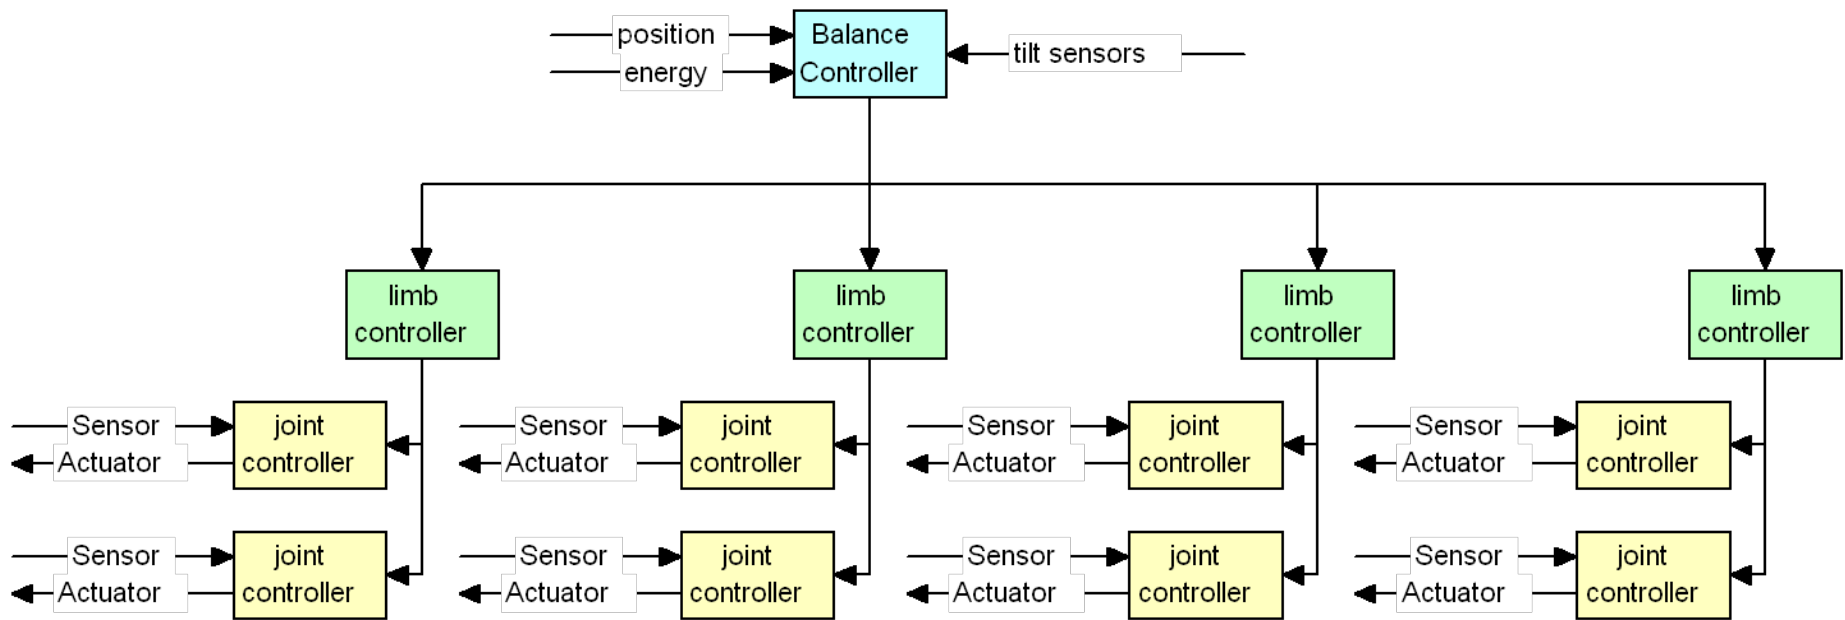 position
energy
Balance
Controller
tilt sensors
limb
controller
limb
controller
limb
controller
limb
controller
Sensor
Actuator
joint
controller
Sensor
Actuator
joint
controller
Sensor
Actuator
joint
controller
Sensor
Actuator
joint
controller
Sensor
Actuator
joint
controller
Sensor
Actuator
joint
controller
Sensor
Actuator
joint
controller
Sensor
Actuator
joint
controller